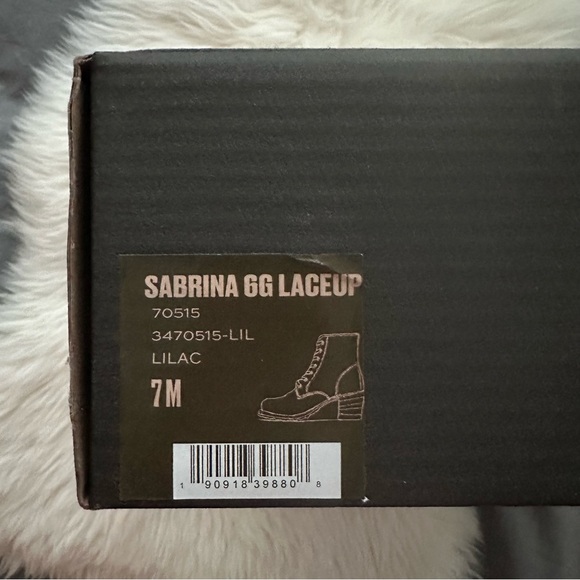 SABRINA 6G LACEUP
70515
3470515-LIL
LILAC
7M
1 90918 39880 8